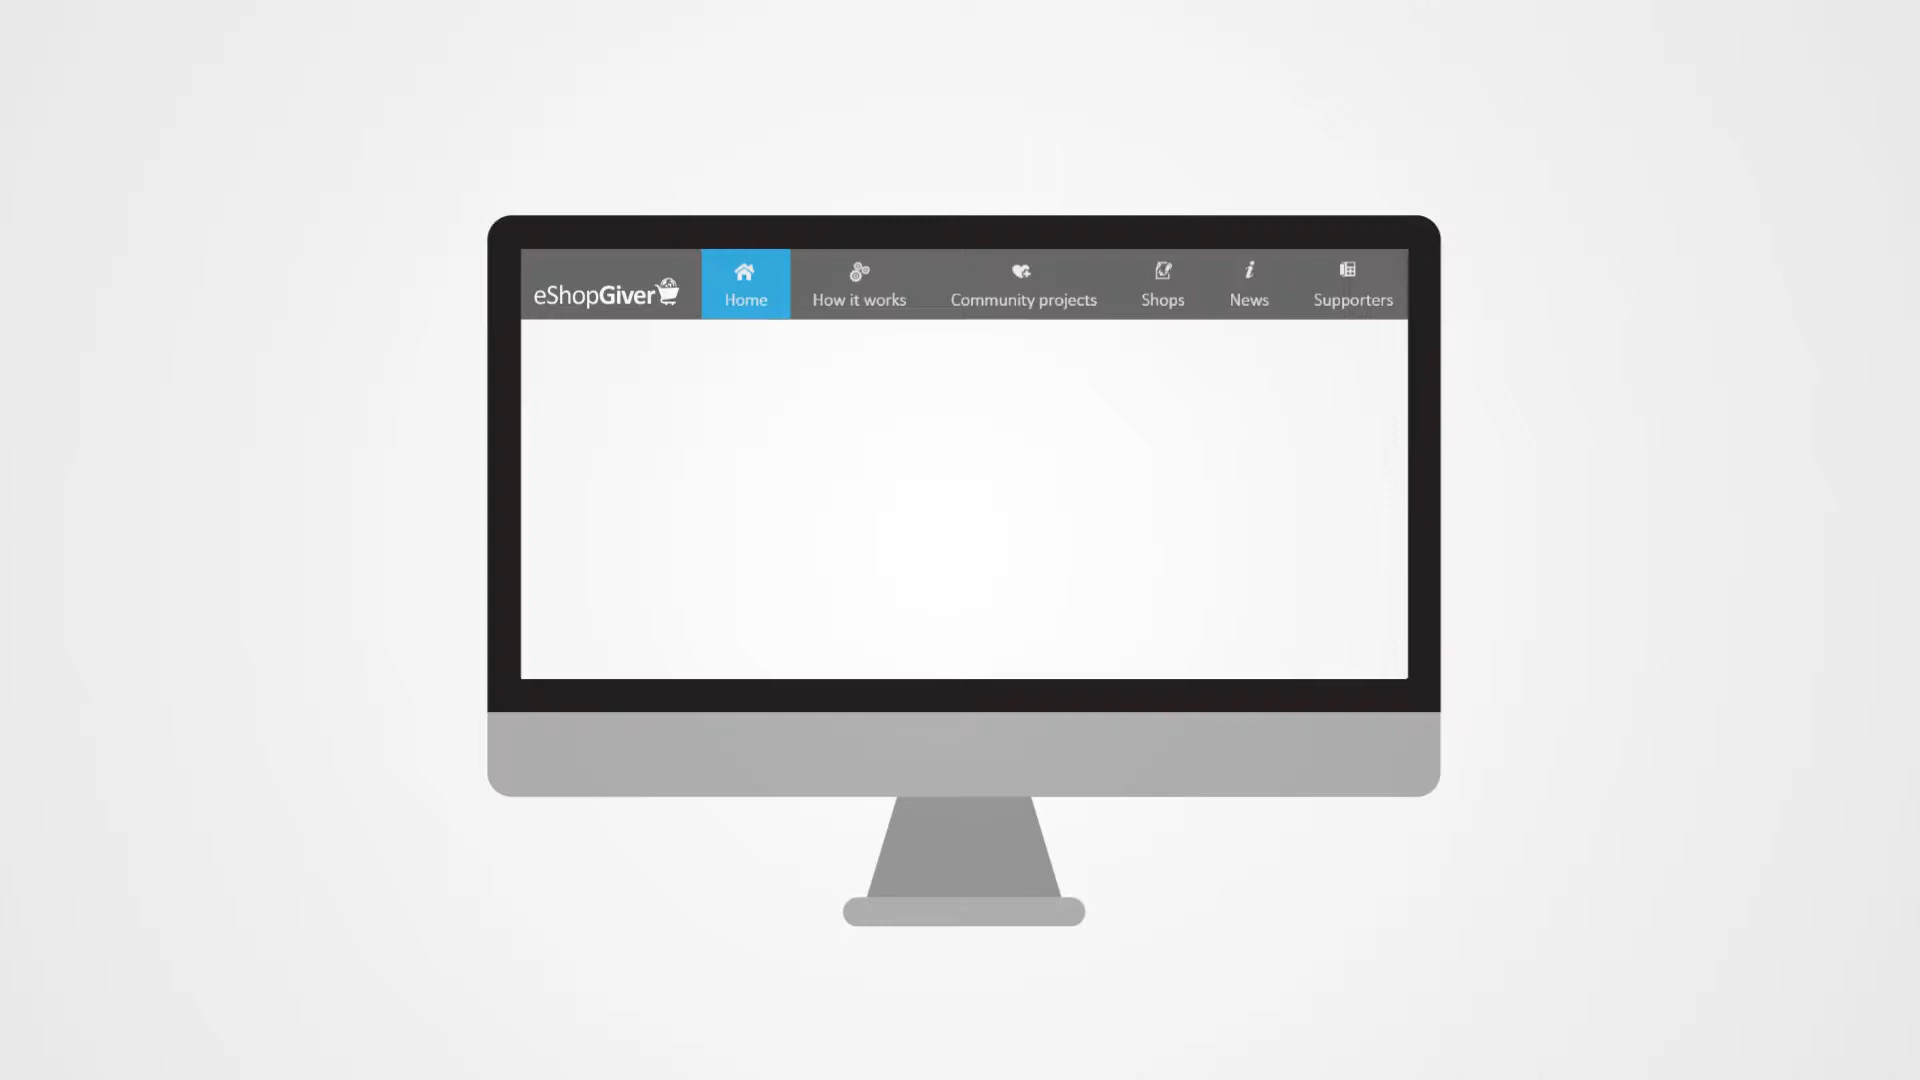 eShopGiver
Home
How it works
Community projects
Shops
News
Supporters